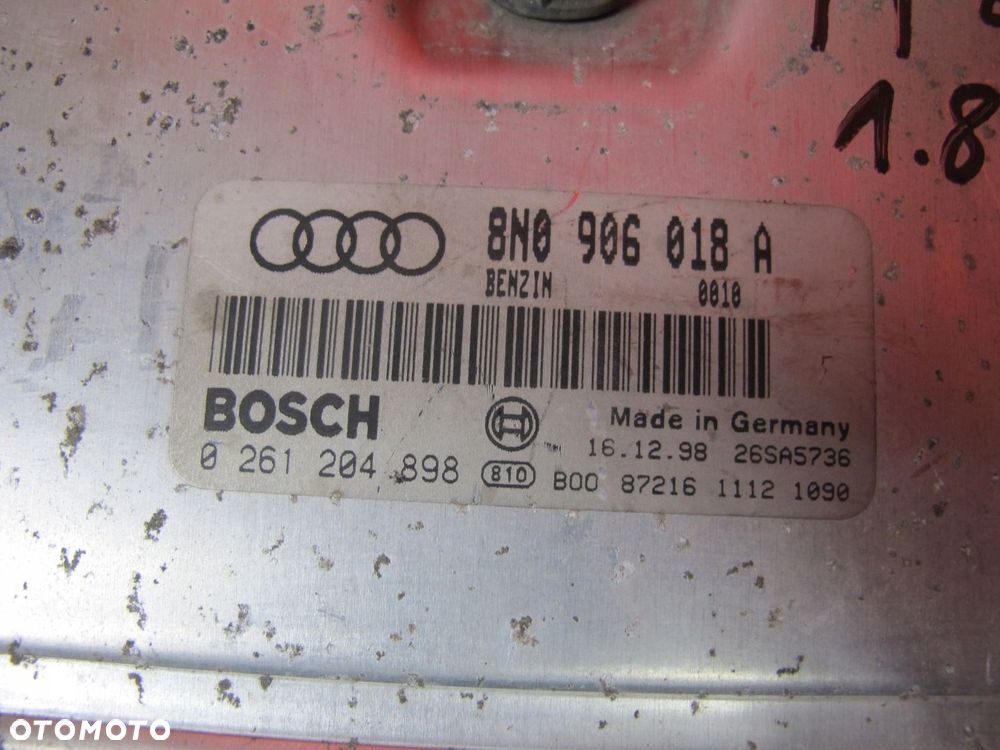 1.8
8N0 906 018 A
BENZIN 0010
BOSCH
Made in Germany
16.12.98 26SA5736
0 261 204 898 810 B00 87216 1112 1090
OTOMOTO